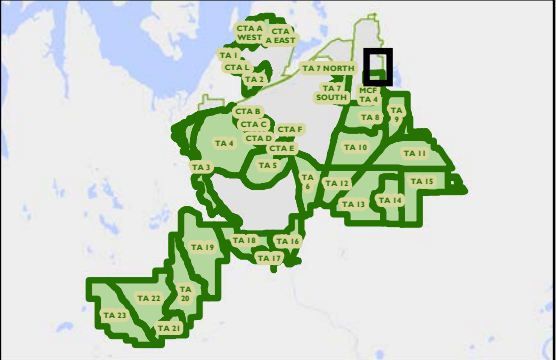 CTA A
WEST
CTA
A EAST
TA 1
CTA L
TA 2
TA 7 NORTH
TA 7
SOUTH
MCF
TA 4
TA 8
TA
9
CTA B
CTA C
CTA F
CTA D
CTA E
TA 4
TA 10
TA 11
TA 3
TA 5
TA
6
TA 12
TA 15
TA 13
TA 14
TA 18
TA 16
TA 19
TA 17
TA
20
TA 22
TA 23
TA 21